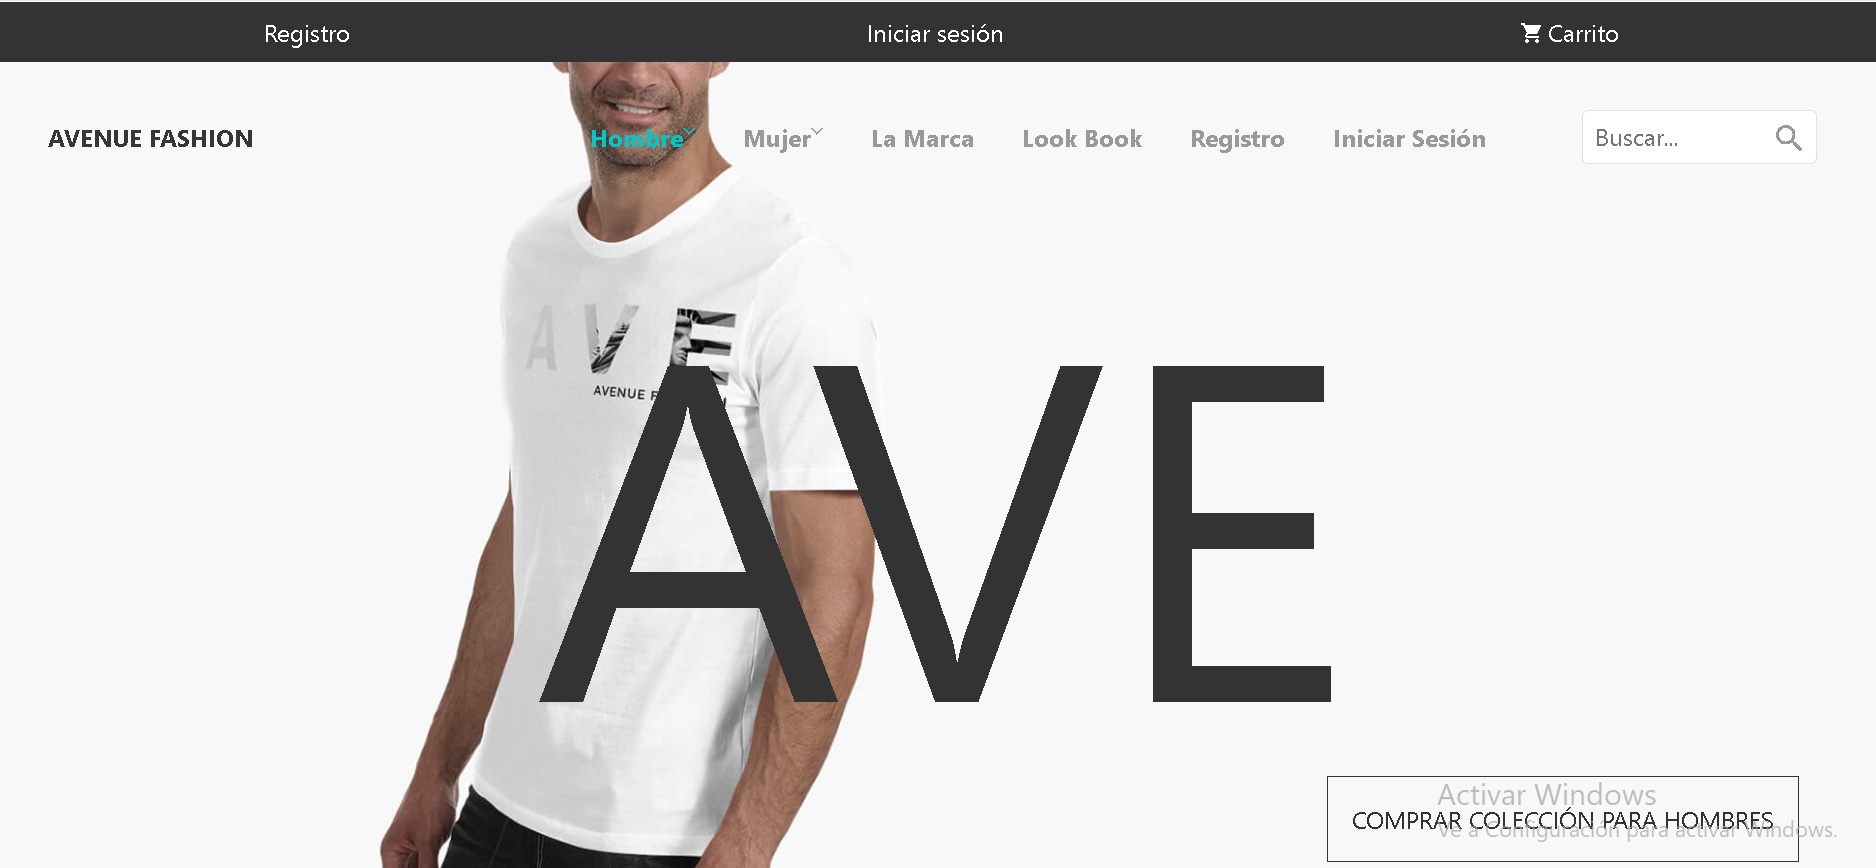 Registro
Iniciar sesión
Carrito
AVENUE FASHION
Hombre
Mujer
La Marca
Look Book
Registro
Iniciar Sesión
Buscar...
AVE
AVENUE F
AVE
Activar Windows
COMPRAR COLECCIÓN PARA HOMBRES
Ve a Configuración para activar Windows.